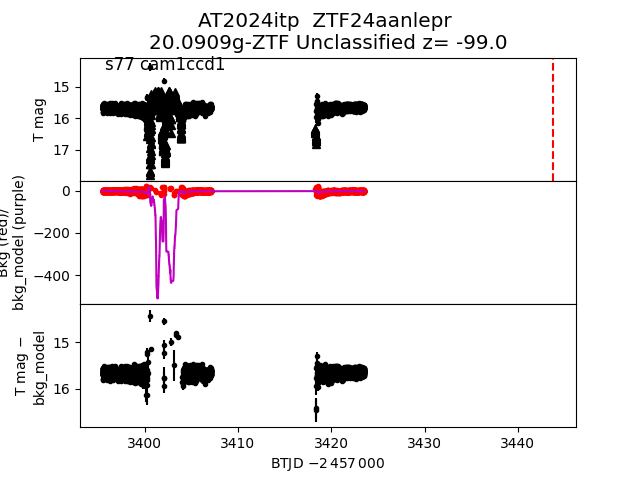 AT2024itp  ZTF24aanlepr
20.0909g-ZTF Unclassified z= -99.0
s77 cam1ccd1
T mag
15
16
17
Bkg (red)/
bkg_model (purple)
0
−200
−400
T mag −
bkg_model
15
16
3400 3410 3420 3430 3440
BTJD −2 457 000